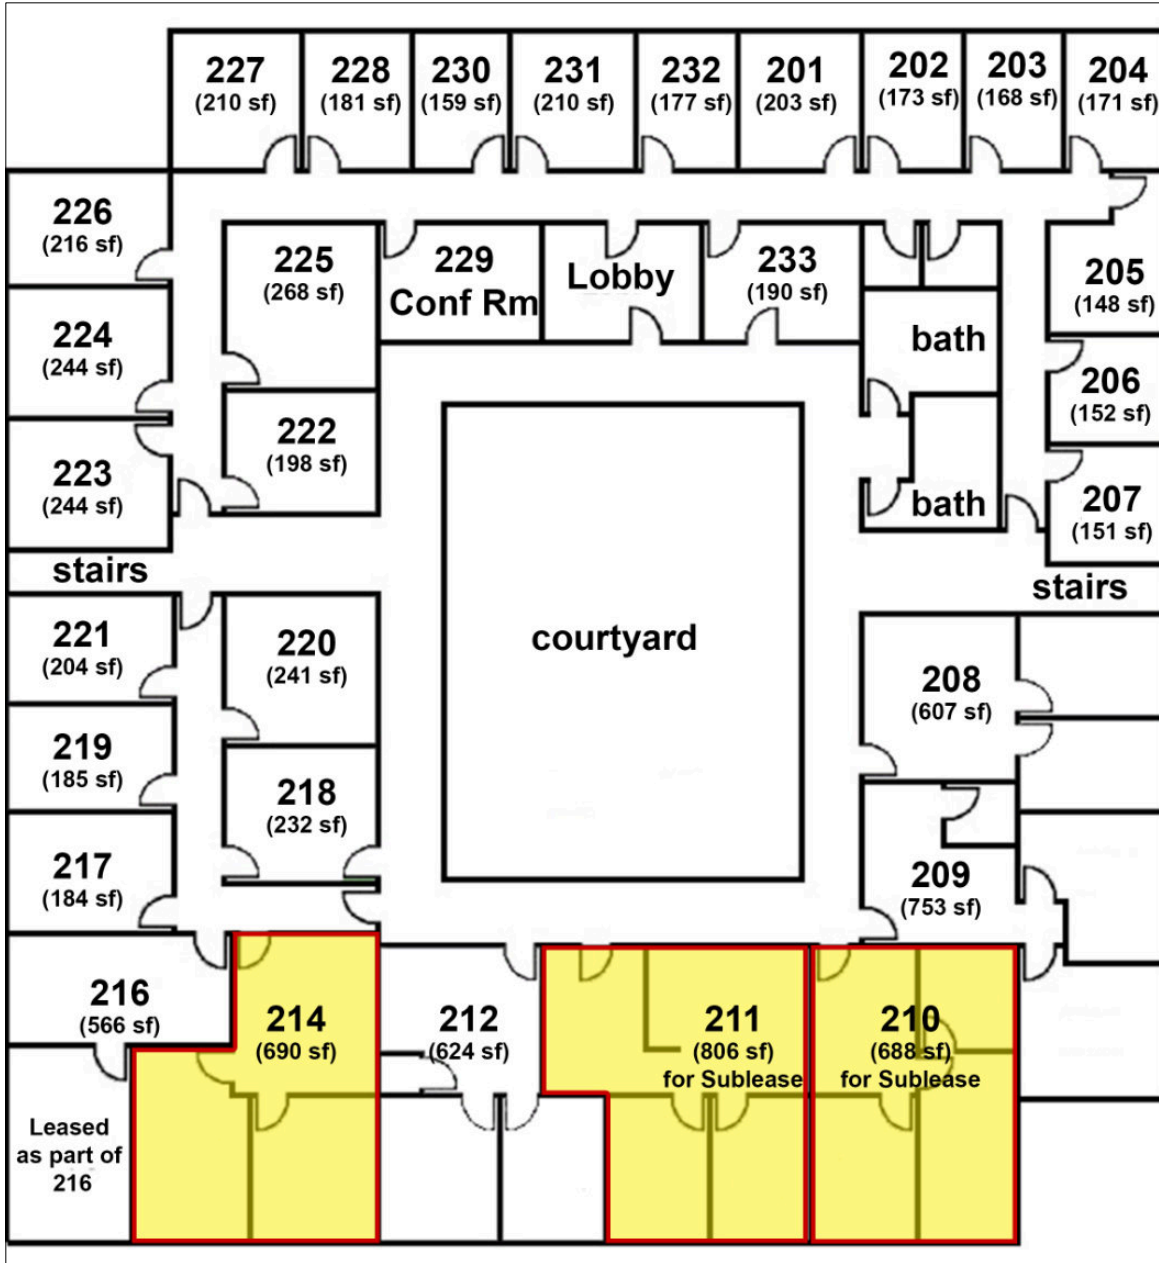 227
(210 sf)
228
(181 sf)
230
(159 sf)
231
(210 sf)
232
(177 sf)
201
(203 sf)
202
(173 sf)
203
(168 sf)
204
(171 sf)
226
(216 sf)
225
(268 sf)
229
Conf Rm
Lobby
233
(190 sf)
205
(148 sf)
224
(244 sf)
bath
206
(152 sf)
222
(198 sf)
223
(244 sf)
bath
207
(151 sf)
stairs
stairs
221
(204 sf)
220
(241 sf)
courtyard
208
(607 sf)
219
(185 sf)
218
(232 sf)
217
(184 sf)
209
(753 sf)
216
(566 sf)
214
(690 sf)
212
(624 sf)
211
(806 sf)
for Sublease
210
(688 sf)
for Sublease
Leased
as part of
216